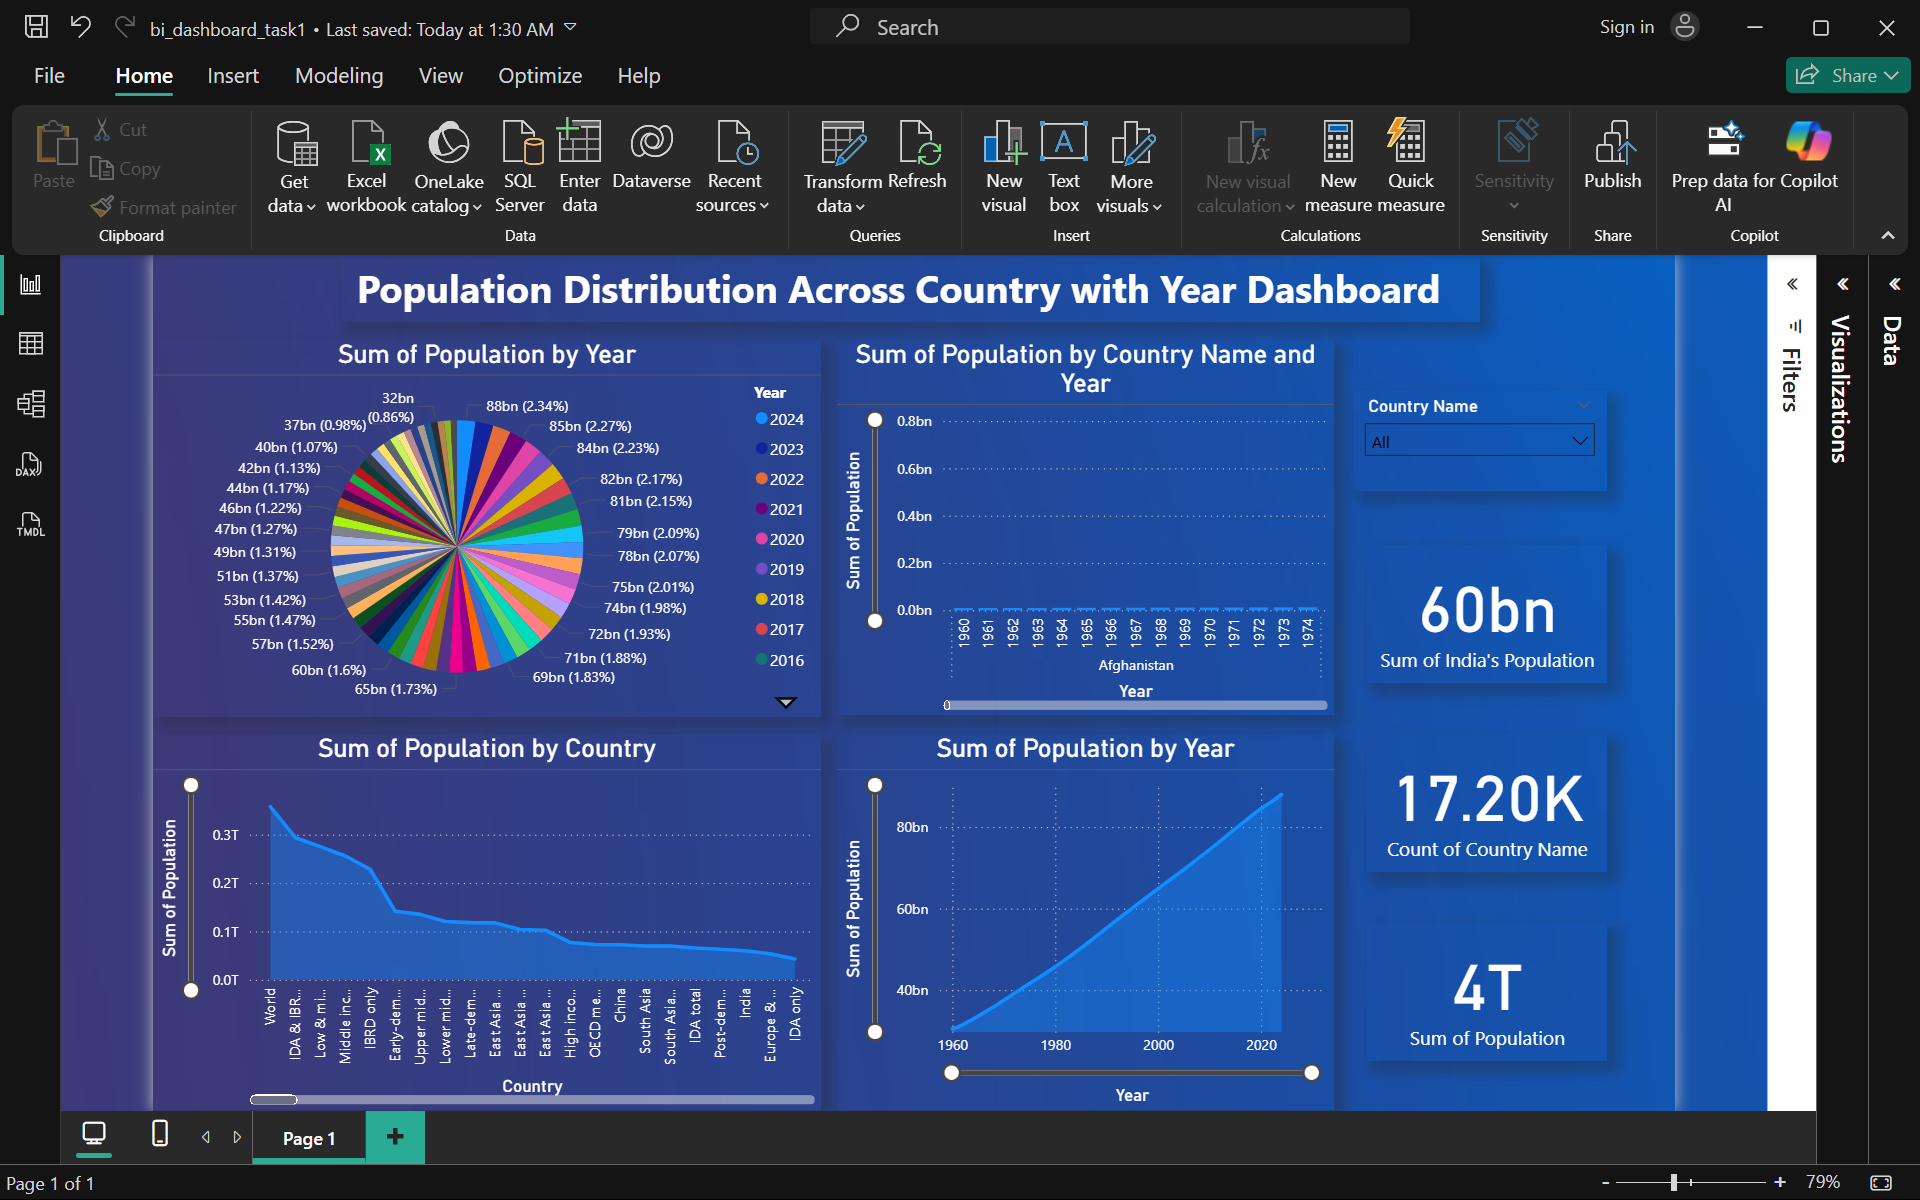 bi_dashboard_task1 • Last saved: Today at 1:30 AM
Search
Sign in
File Home Insert Modeling View Optimize Help
Share
Paste
Cut
Copy
Format painter
Clipboard
Get data
Excel workbook
OneLake catalog
SQL Server
Enter data
Dataverse
Recent sources
Data
Transform data
Refresh
Queries
New visual
Text box
More visuals
Insert
New visual calculation
New measure
Quick measure
Calculations
Sensitivity
Sensitivity
Publish
Share
Prep data for AI
Copilot
Copilot
DAX
TMDL
Population Distribution Across Country with Year Dashboard
Sum of Population by Year
32bn (0.86%)
37bn (0.98%)
40bn (1.07%)
42bn (1.13%)
44bn (1.17%)
46bn (1.22%)
47bn (1.27%)
49bn (1.31%)
51bn (1.37%)
53bn (1.42%)
55bn (1.47%)
57bn (1.52%)
60bn (1.6%)
65bn (1.73%)
88bn (2.34%)
85bn (2.27%)
84bn (2.23%)
82bn (2.17%)
81bn (2.15%)
79bn (2.09%)
78bn (2.07%)
75bn (2.01%)
74bn (1.98%)
72bn (1.93%)
71bn (1.88%)
69bn (1.83%)
Year
2024
2023
2022
2021
2020
2019
2018
2017
2016
Sum of Population by Country Name and
Year
Sum of Population
0.8bn
0.6bn
0.4bn
0.2bn
0.0bn
1960 1961 1962 1963 1964 1965 1966 1967 1968 1969 1970 1971 1972 1973 1974
Afghanistan
Year
Country Name
All
60bn
Sum of India's Population
17.20K
Count of Country Name
4T
Sum of Population
Sum of Population by Country
Sum of Population
0.3T
0.2T
0.1T
0.0T
World
IDA & IBR...
Low & mi...
Middle inc...
IBRD only
Early-dem...
Upper mid...
Lower mid...
Late-dem...
East Asia ...
East Asia ...
East Asia ...
High inco...
OECD me...
China
South Asia
South Asia...
IDA total
Post-dem...
India
Europe & ...
IDA only
Country
Sum of Population by Year
Sum of Population
80bn
60bn
40bn
1960 1980 2000 2020
Year
Filters
Visualizations
Data
Page 1
Page 1 of 1
79%